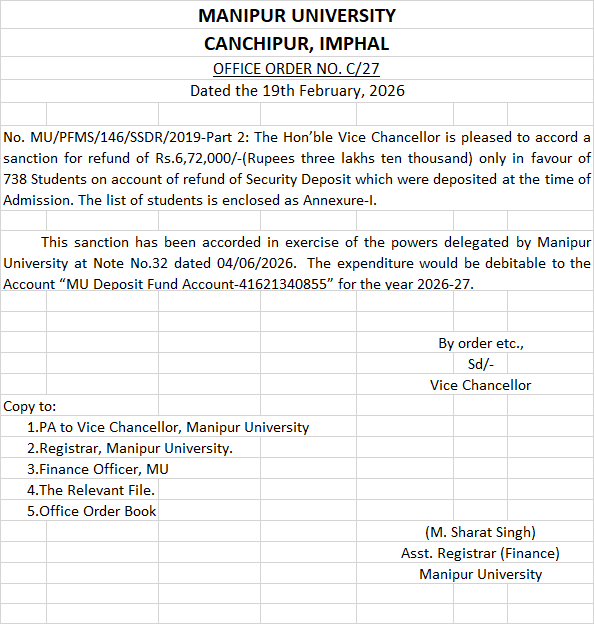 MANIPUR UNIVERSITY
CANCHIPUR, IMPHAL
OFFICE ORDER NO. C/27
Dated the 19th February, 2026
No. MU/PFMS/146/SSDR/2019-Part 2: The Hon’ble Vice Chancellor is pleased to accord a
sanction for refund of Rs.6,72,000/-(Rupees three lakhs ten thousand) only in favour of
738 Students on account of refund of Security Deposit which were deposited at the time of
Admission. The list of students is enclosed as Annexure-I.
This sanction has been accorded in exercise of the powers delegated by Manipur
University at Note No.32 dated 04/06/2026. The expenditure would be debitable to the
Account “MU Deposit Fund Account-41621340855” for the year 2026-27.
By order etc.,
Sd/-
Vice Chancellor
Copy to:
1.PA to Vice Chancellor, Manipur University
2.Registrar, Manipur University.
3.Finance Officer, MU
4.The Relevant File.
5.Office Order Book
(M. Sharat Singh)
Asst. Registrar (Finance)
Manipur University